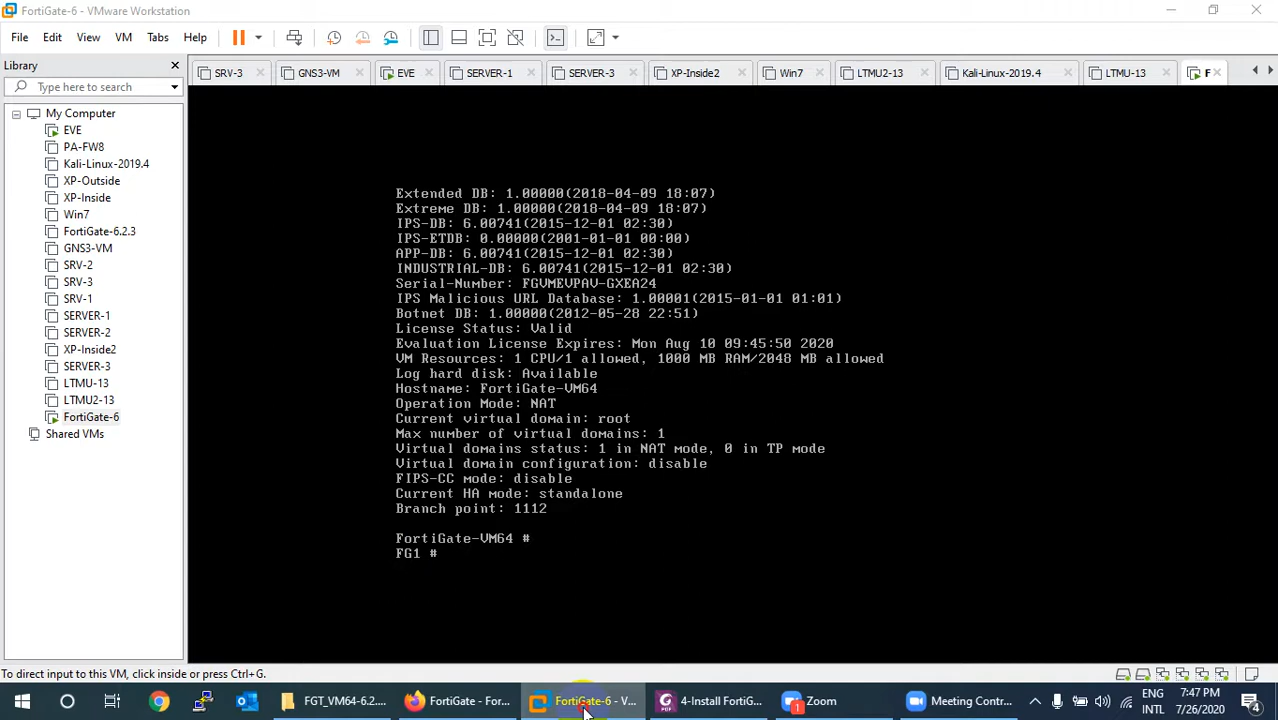 FortiGate-6 - VMware Workstation
File Edit View VM Tabs Help
Library
Type here to search
My Computer
EVE
PA-FW8
Kali-Linux-2019.4
XP-Outside
XP-Inside
Win7
FortiGate-6.2.3
GNS3-VM
SRV-2
SRV-3
SRV-1
SERVER-1
SERVER-2
XP-Inside2
SERVER-3
LTMU-13
LTMU2-13
FortiGate-6
Shared VMs
SRV-3 GNS3-VM EVE SERVER-1 SERVER-3 XP-Inside2 Win7 LTMU2-13 Kali-Linux-2019.4 LTMU-13 F
Extended DB: 1.00000(2018-04-09 18:07)
Extreme DB: 1.00000(2018-04-09 18:07)
IPS-DB: 6.00741(2015-12-01 02:30)
IPS-ETDB: 0.00000(2001-01-01 00:00)
APP-DB: 6.00741(2015-12-01 02:30)
INDUSTRIAL-DB: 6.00741(2015-12-01 02:30)
Serial-Number: FGVMEVPAV-GXEA24
IPS Malicious URL Database: 1.00001(2015-01-01 01:01)
Botnet DB: 1.00000(2012-05-28 22:51)
License Status: Valid
Evaluation License Expires: Mon Aug 10 09:45:50 2020
VM Resources: 1 CPU/1 allowed, 1000 MB RAM/2048 MB allowed
Log hard disk: Available
Hostname: FortiGate-VM64
Operation Mode: NAT
Current virtual domain: root
Max number of virtual domains: 1
Virtual domains status: 1 in NAT mode, 0 in TP mode
Virtual domain configuration: disable
FIPS-CC mode: disable
Current HA mode: standalone
Branch point: 1112
FortiGate-VM64 #
FG1 #
To direct input to this VM, click inside or press Ctrl+G.
FGT_VM64-6.2.... FortiGate - For... FortiGate-6 - V... 4-Install FortiG... 1 Zoom Meeting Contr... ENG 7:47 PM
INTL 7/26/2020 4